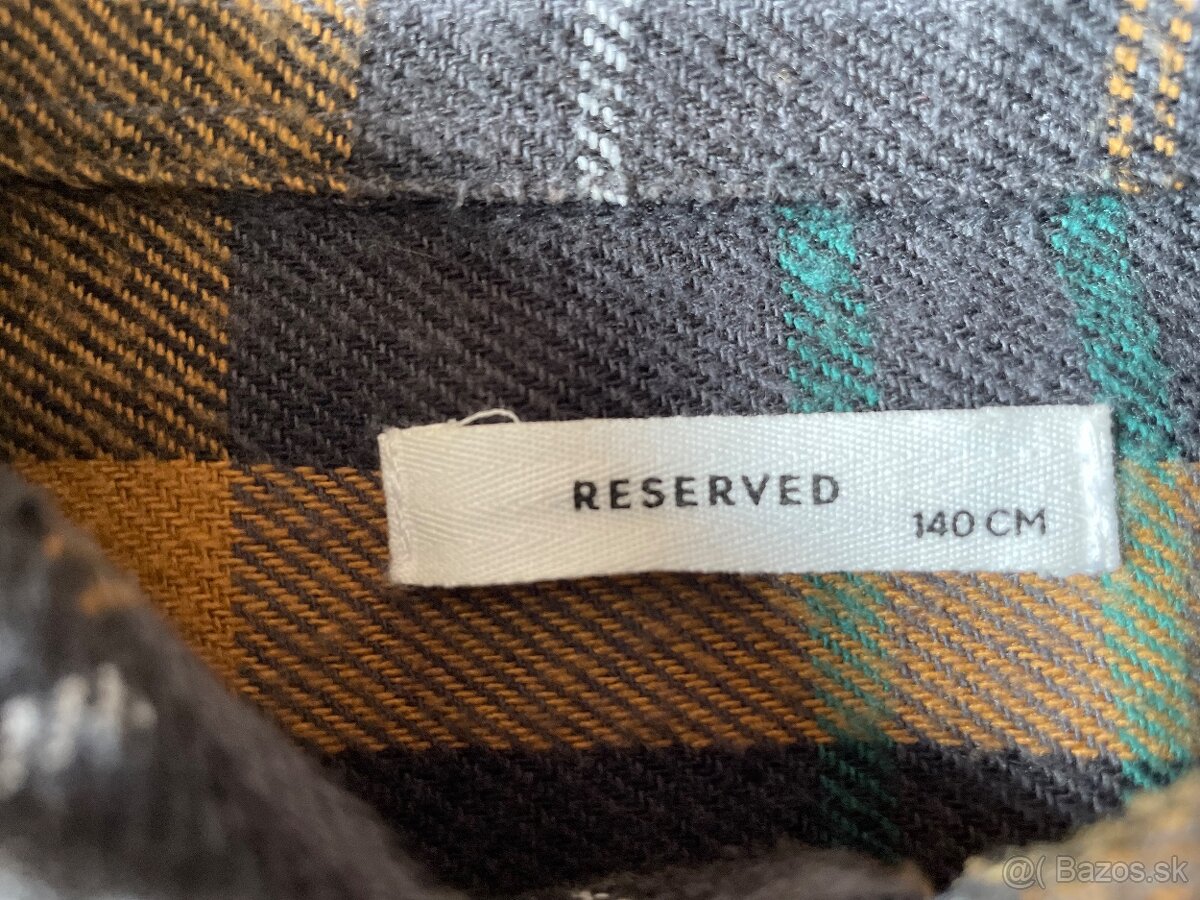 RESERVED
140 CM
@( Bazos.sk